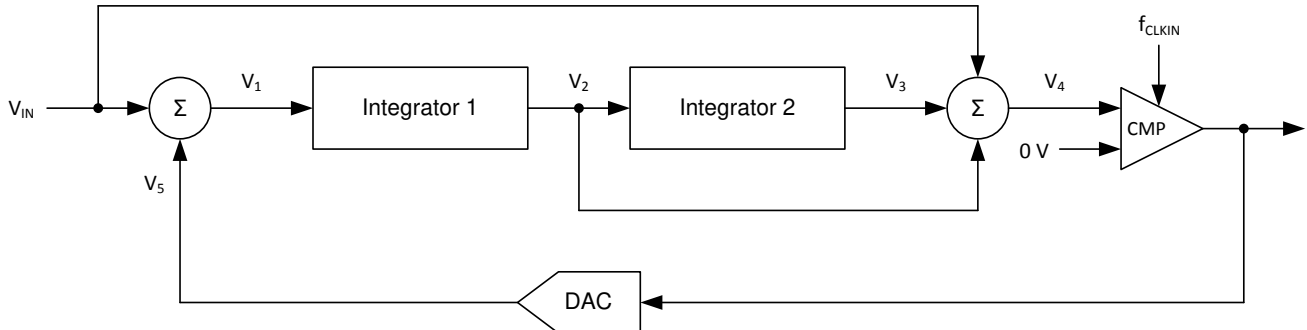 f_CLKIN
V_IN
Σ
V_1
Integrator 1
V_2
Integrator 2
V_3
Σ
V_4
CMP
0 V
V_5
DAC